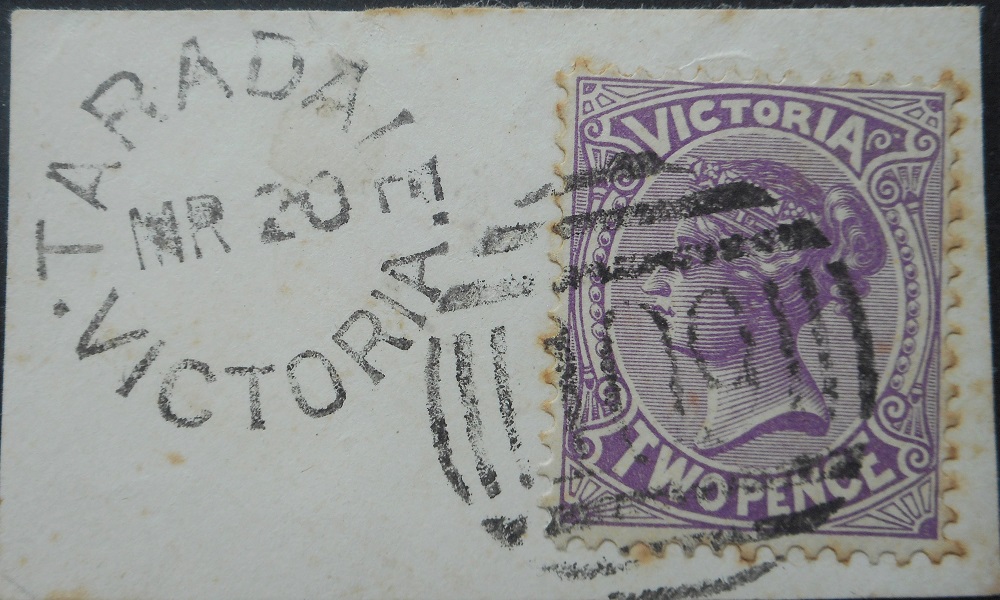 TARADALE
MR 20
VICTORIA
VICTORIA
TWO PENCE